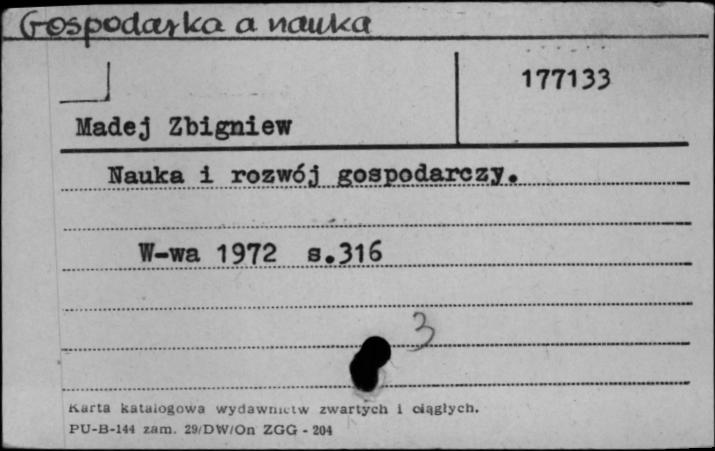 Gospodarka a nauka
177133
Madej Zbigniew
Nauka i rozwój gospodarczy.
W-wa 1972 s.316
3
Karta katalogowa wydawnictw zwartych i ciągłych.
PU-B-144 zam. 29/DW/On ZGG - 204